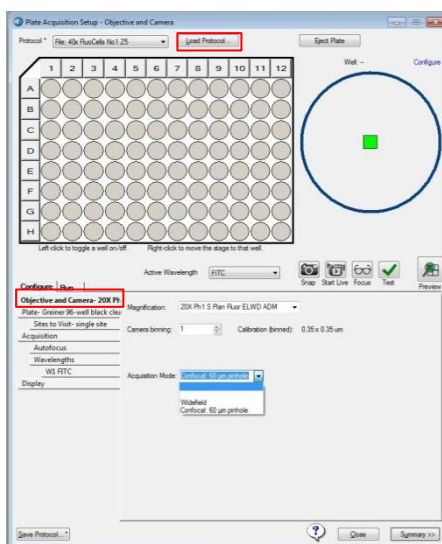 Plate Acquisition Setup - Objective and Camera
Protocol * File: 40x FluoCells No1 Z5 Load Protocol... Eject Plate
Well: -- Configure
1 2 3 4 5 6 7 8 9 10 11 12
A
B
C
D
E
F
G
H
Left-click to toggle a well on/off. Right-click to move the stage to that well.
Active Wavelength FITC
Snap Start Live Focus Test Preview
Configure Run
Objective and Camera- 20X Ph
Magnification: 20X Ph1 S Plan Fluor ELWD ADM
Plate- Greiner 96-well black clea
Sites to Visit- single site
Camera binning: 1 Calibration (binned): 0.35 x 0.35 um
Acquisition
Autofocus
Wavelengths
W1 FITC
Acquisition Mode: Confocal: 60 µm pinhole
Display
Widefield
Confocal: 60 µm pinhole
Save Protocol... * ? Close Summary >>